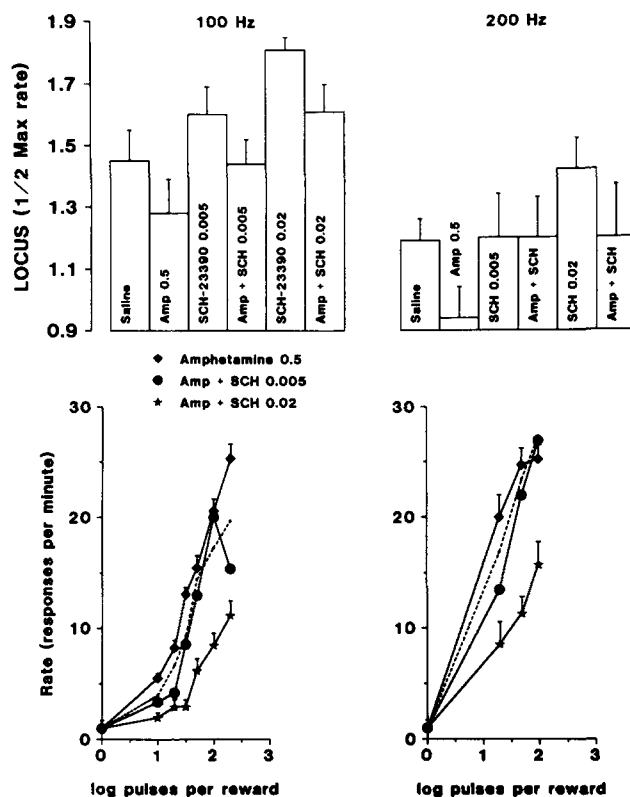 100 Hz
200 Hz
LOCUS (1/2 Max rate)
1.9
1.7
1.5
1.3
1.1
0.9
Saline
Amp 0.5
SCH-23390 0.005
Amp + SCH 0.005
SCH-23390 0.02
Amp + SCH 0.02
Saline
Amp 0.5
SCH 0.005
Amp + SCH
SCH 0.02
Amp + SCH
Amphetamine 0.5
Amp + SCH 0.005
Amp + SCH 0.02
Rate (responses per minute)
30
20
10
0
0
1
2
3
log pulses per reward
30
20
10
0
0
1
2
3
log pulses per reward